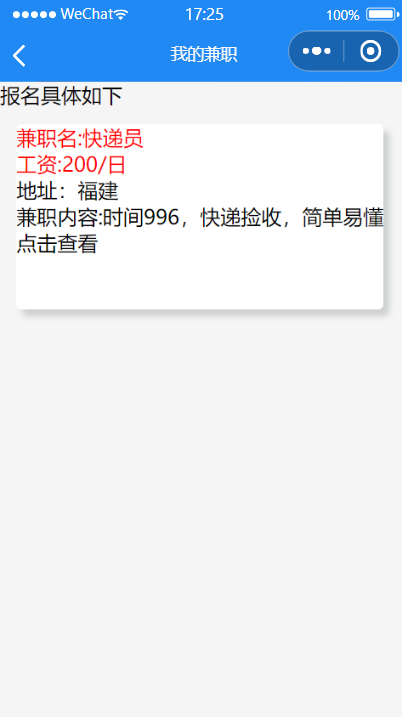 WeChat 17:25 100%
我的兼职
报名具体如下
兼职名:快递员
工资:200/日
地址：福建
兼职内容:时间996，快递捡收，简单易懂
点击查看